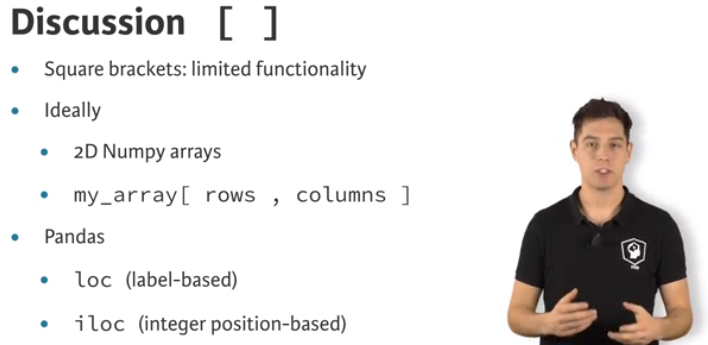 Discussion [ ]
• Square brackets: limited functionality
• Ideally
• 2D Numpy arrays
• my_array[ rows , columns ]
• Pandas
• loc (label-based)
• iloc (integer position-based)